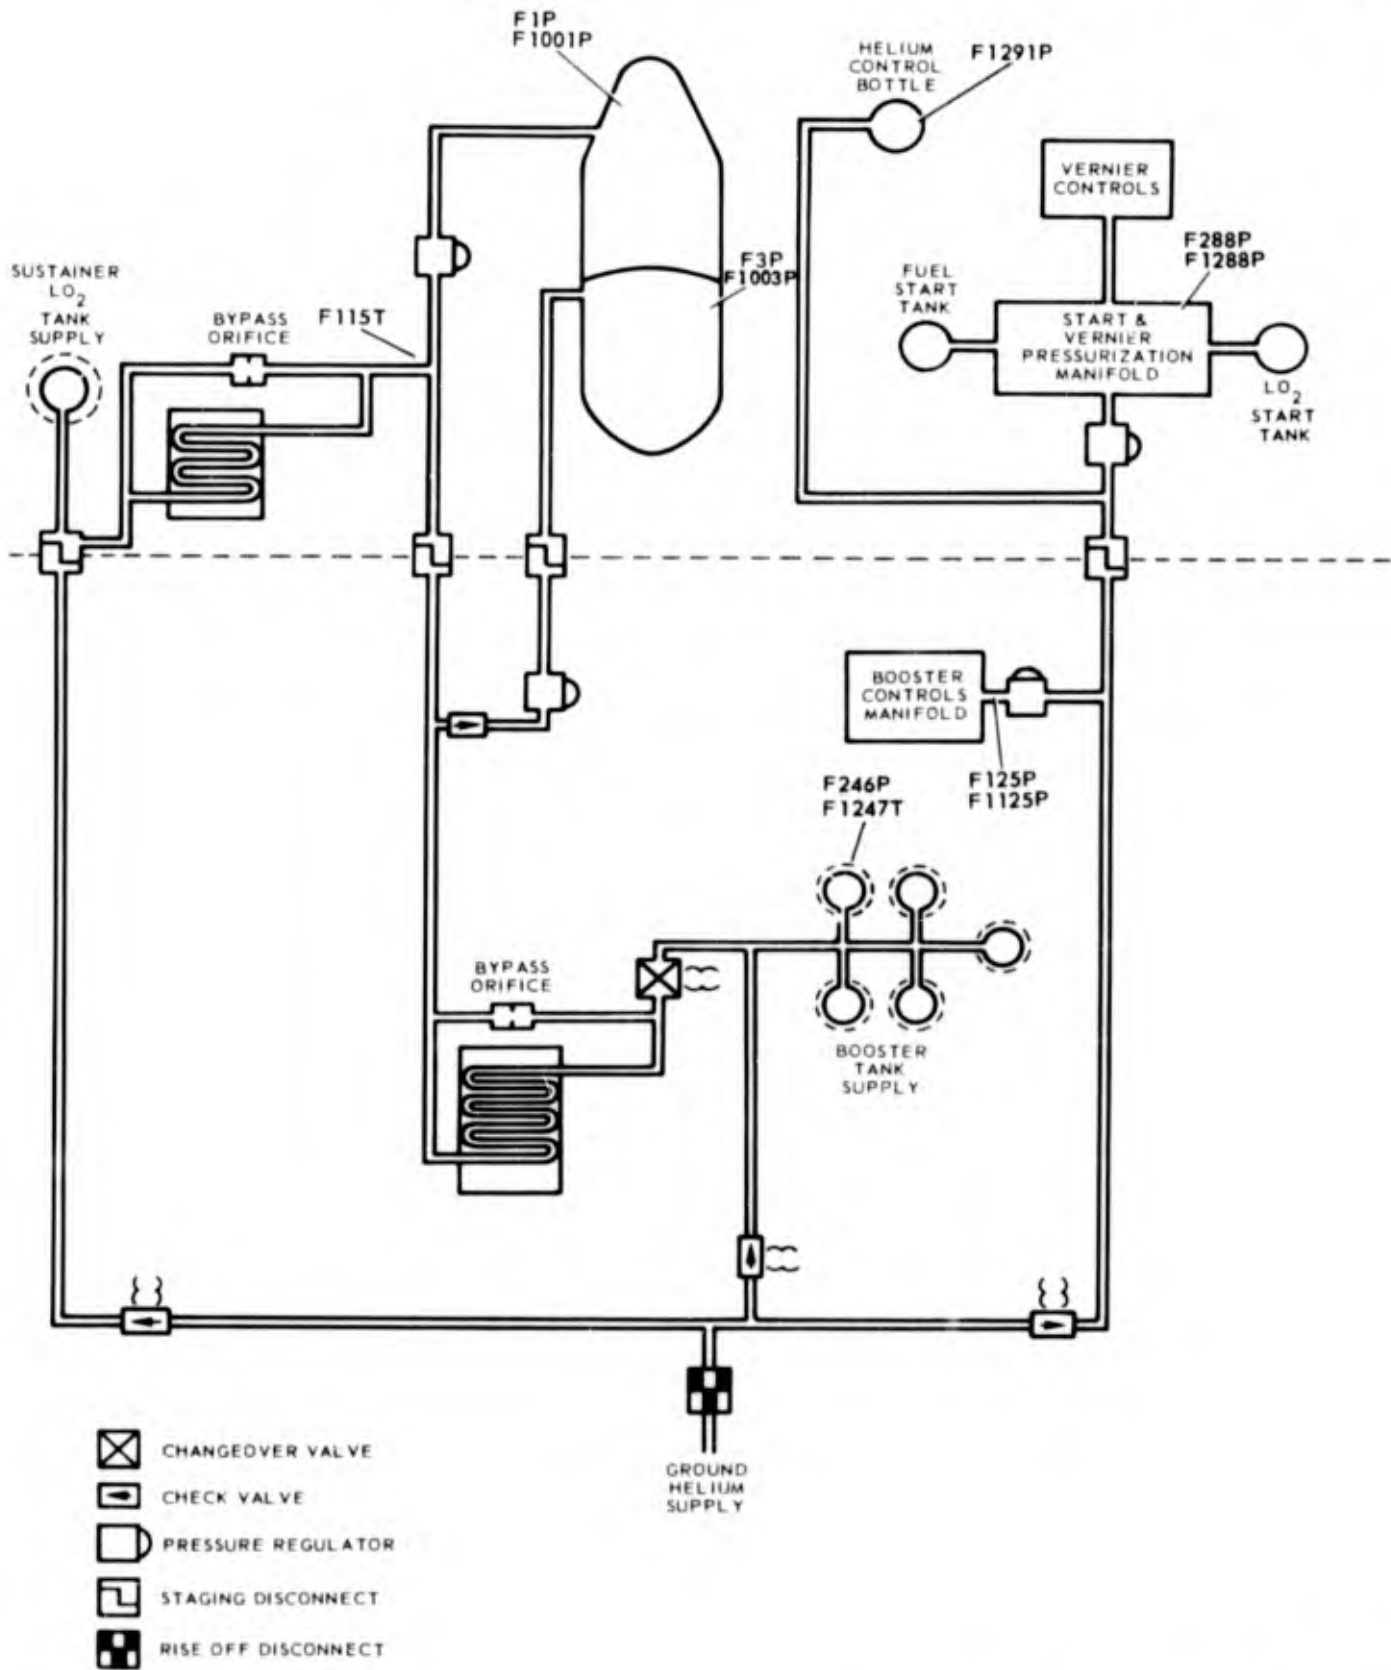 F1P
F1001P
HELIUM
CONTROL
BOTTLE
F1291P
VERNIER
CONTROLS
F288P
F1288P
F3P
F1003P
FUEL
START
TANK
START &
VERNIER
PRESSURIZATION
MANIFOLD
LO2
START
TANK
SUSTAINER
LO2
TANK
SUPPLY
BYPASS
ORIFICE
F115T
BOOSTER
CONTROLS
MANIFOLD
F125P
F1125P
F246P
F1247T
BYPASS
ORIFICE
BOOSTER
TANK
SUPPLY
GROUND
HELIUM
SUPPLY
CHANGEOVER VALVE
CHECK VALVE
PRESSURE REGULATOR
STAGING DISCONNECT
RISE OFF DISCONNECT